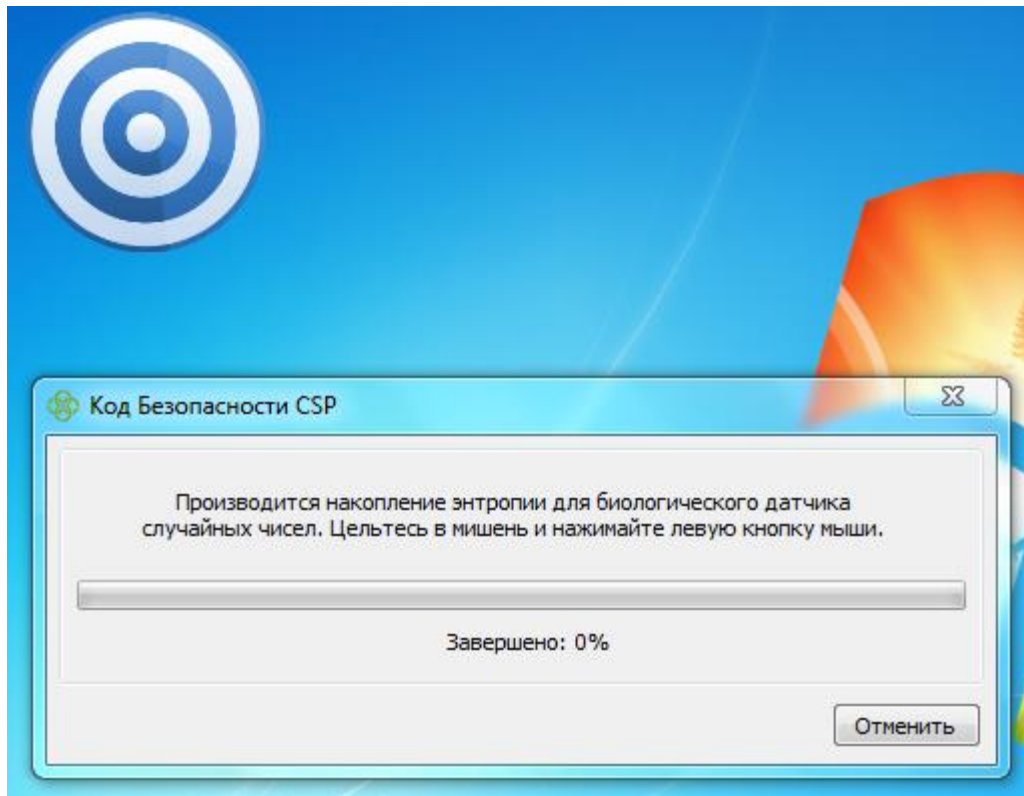 Код Безопасности CSP
Производится накопление энтропии для биологического датчика
случайных чисел. Цельтесь в мишень и нажимайте левую кнопку мыши.
Завершено: 0%
Отменить